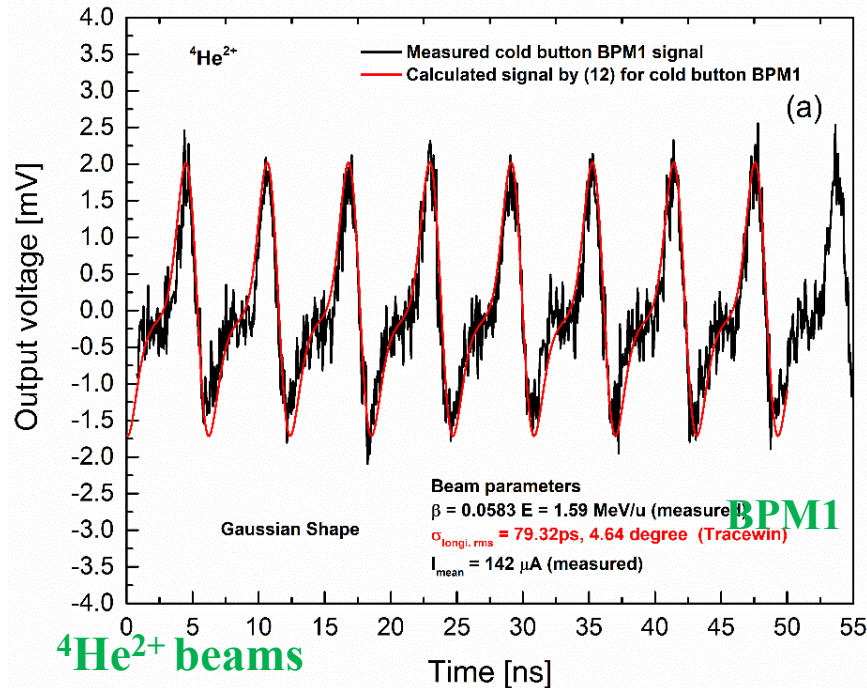 4.0
3.5
3.0
2.5
2.0
1.5
1.0
0.5
0.0
-0.5
-1.0
-1.5
-2.0
-2.5
-3.0
-3.5
-4.0
Output voltage [mV]
⁴He²⁺
Measured cold button BPM1 signal
Calculated signal by (12) for cold button BPM1
(a)
Gaussian Shape
Beam parameters
β = 0.0583 E = 1.59 MeV/u (measured)
σlongi. rms = 79.32ps, 4.64 degree (Tracewin)
Imean = 142 μA (measured)
BPM1
0 5 10 15 20 25 30 35 40 45 50 55
⁴He²⁺ beams
Time [ns]